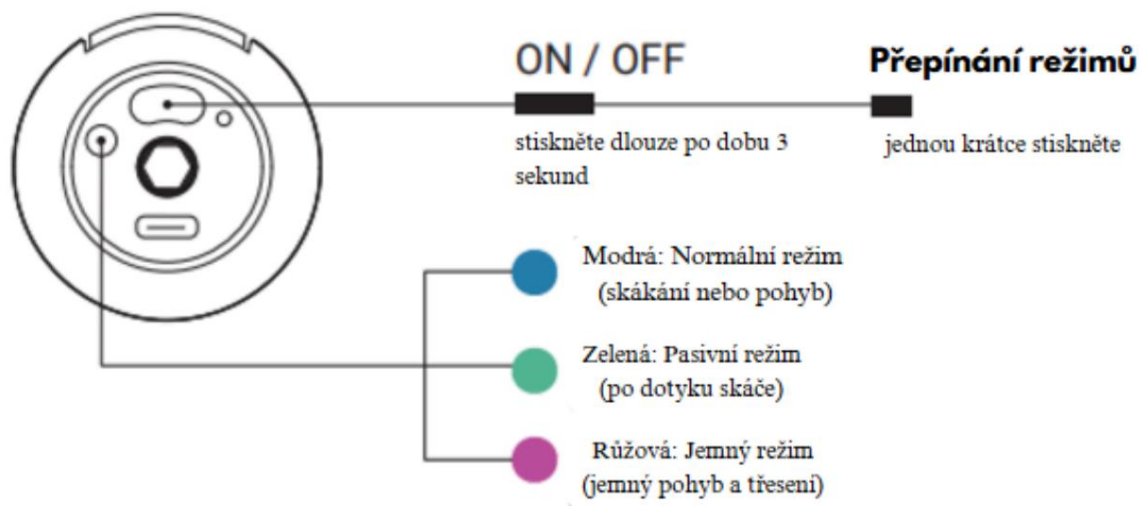 ON / OFF
Přepínání režimů
stiskněte dlouze po dobu 3
sekund
jednou krátce stiskněte
Modrá: Normální režim
(skákání nebo pohyb)
Zelená: Pasivní režim
(po dotyku skáče)
Růžová: Jemný režim
(jemný pohyb a třesení)